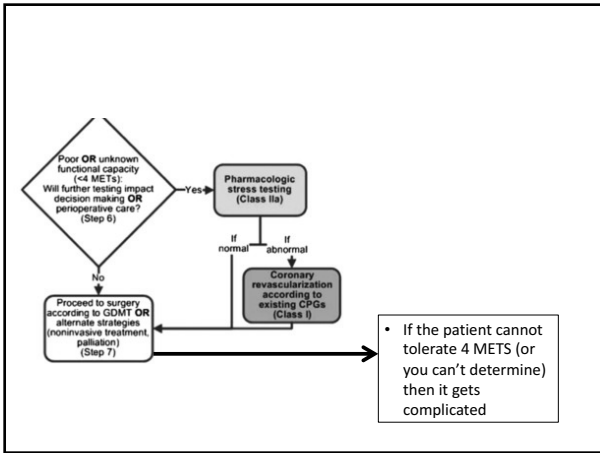 Poor OR unknown
functional capacity
(<4 METs):
Will further testing impact
decision making OR
perioperative care?
(Step 6)
Yes
Pharmacologic
stress testing
(Class IIa)
If
normal
If
abnormal
No
Coronary
revascularization
according to
existing CPGs
(Class I)
Proceed to surgery
according to GDMT OR
alternate strategies
(noninvasive treatment,
palliation)
(Step 7)
• If the patient cannot
tolerate 4 METS (or
you can’t determine)
then it gets
complicated